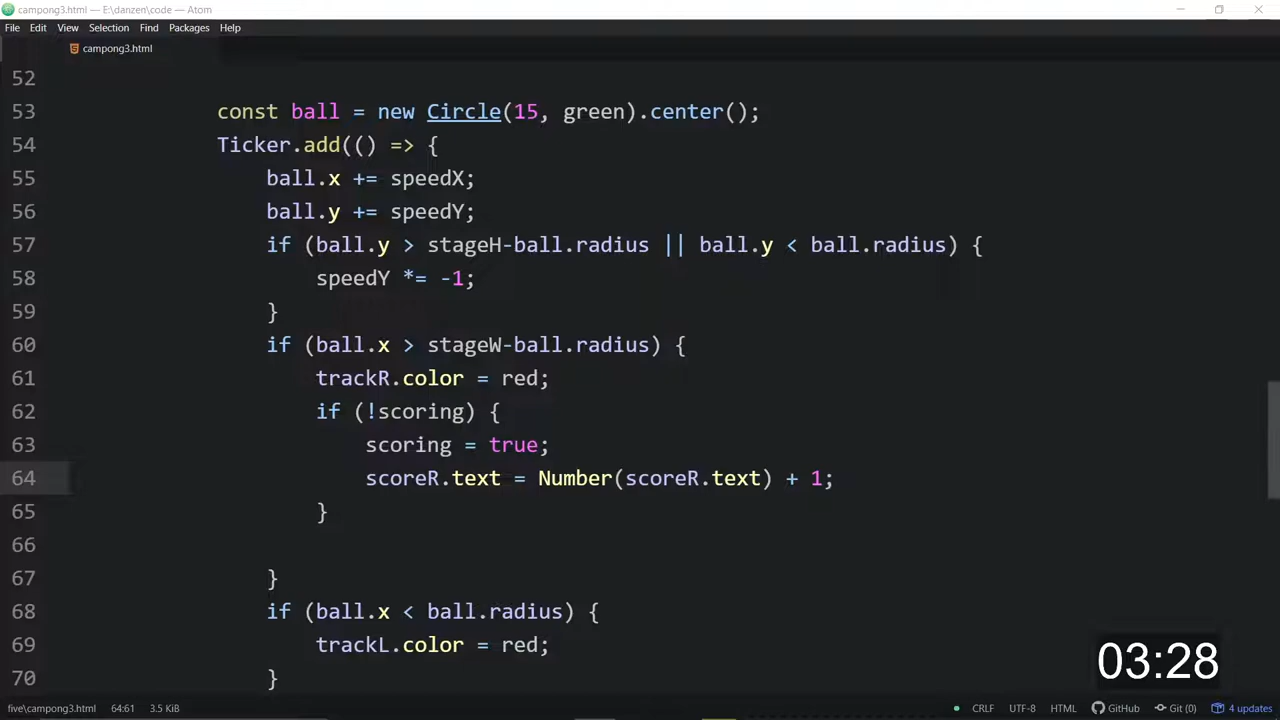 campong3.html — E:\danzen\code — Atom
File Edit View Selection Find Packages Help
campong3.html
52
53 const ball = new Circle(15, green).center();
54 Ticker.add(() => {
55 ball.x += speedX;
56 ball.y += speedY;
57 if (ball.y > stageH-ball.radius || ball.y < ball.radius) {
58 speedY *= -1;
59 }
60 if (ball.x > stageW-ball.radius) {
61 trackR.color = red;
62 if (!scoring) {
63 scoring = true;
64 scoreR.text = Number(scoreR.text) + 1;
65 }
66
67 }
68 if (ball.x < ball.radius) {
69 trackL.color = red;
70 }
03:28
five\campong3.html 64:61 3.5 KiB CRLF UTF-8 HTML GitHub Git (0) 4 updates